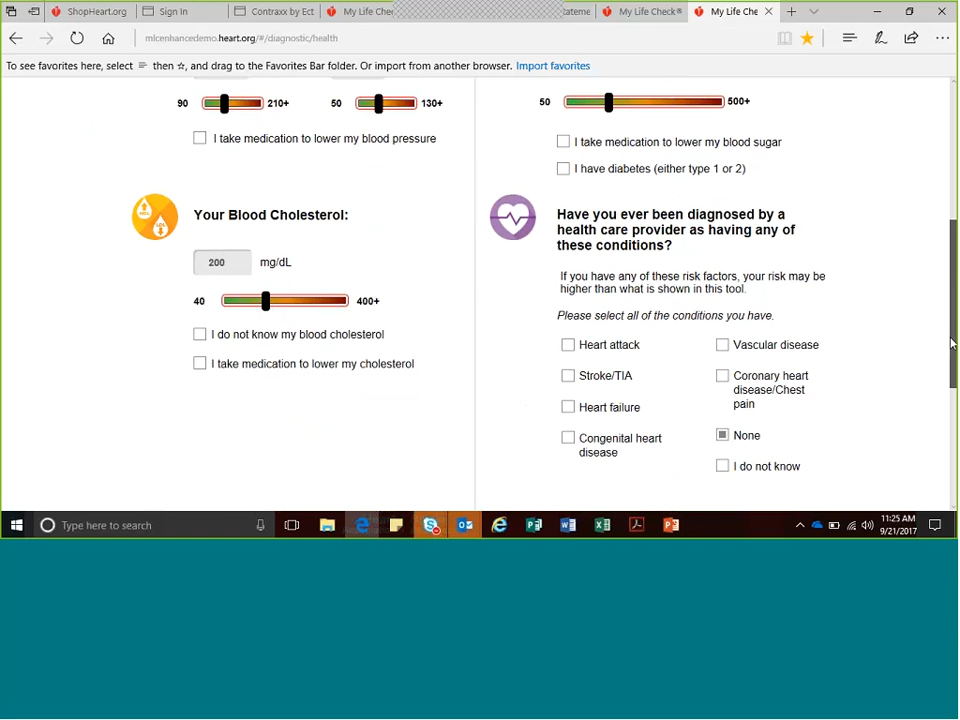 ShopHeart.org
Sign In
Contraxx by Ect
My Life Chec
tateme
My Life Check®
My Life Che
mlcenhancedemo.heart.org/#/diagnostic/health
To see favorites here, select then ☆, and drag to the Favorites Bar folder. Or import from another browser. Import favorites
90 210+ 50 130+
I take medication to lower my blood pressure
50 500+
I take medication to lower my blood sugar
I have diabetes (either type 1 or 2)
HDL
LDL
Your Blood Cholesterol:
200 mg/dL
40 400+
I do not know my blood cholesterol
I take medication to lower my cholesterol
Have you ever been diagnosed by a
health care provider as having any of
these conditions?
If you have any of these risk factors, your risk may be
higher than what is shown in this tool.
Please select all of the conditions you have.
Heart attack
Stroke/TIA
Heart failure
Congenital heart
disease
Vascular disease
Coronary heart
disease/Chest
pain
None
I do not know
Type here to search
11:25 AM
9/21/2017